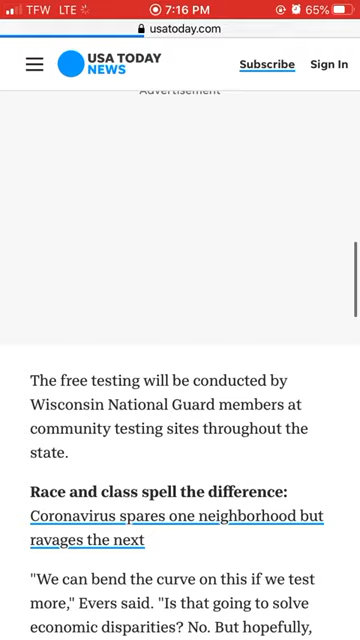 TFW LTE 7:16 PM 65%
usatoday.com
USA TODAY
NEWS
Subscribe Sign In
Advertisement
The free testing will be conducted by
Wisconsin National Guard members at
community testing sites throughout the
state.
Race and class spell the difference:
Coronavirus spares one neighborhood but
ravages the next
"We can bend the curve on this if we test
more," Evers said. "Is that going to solve
economic disparities? No. But hopefully,